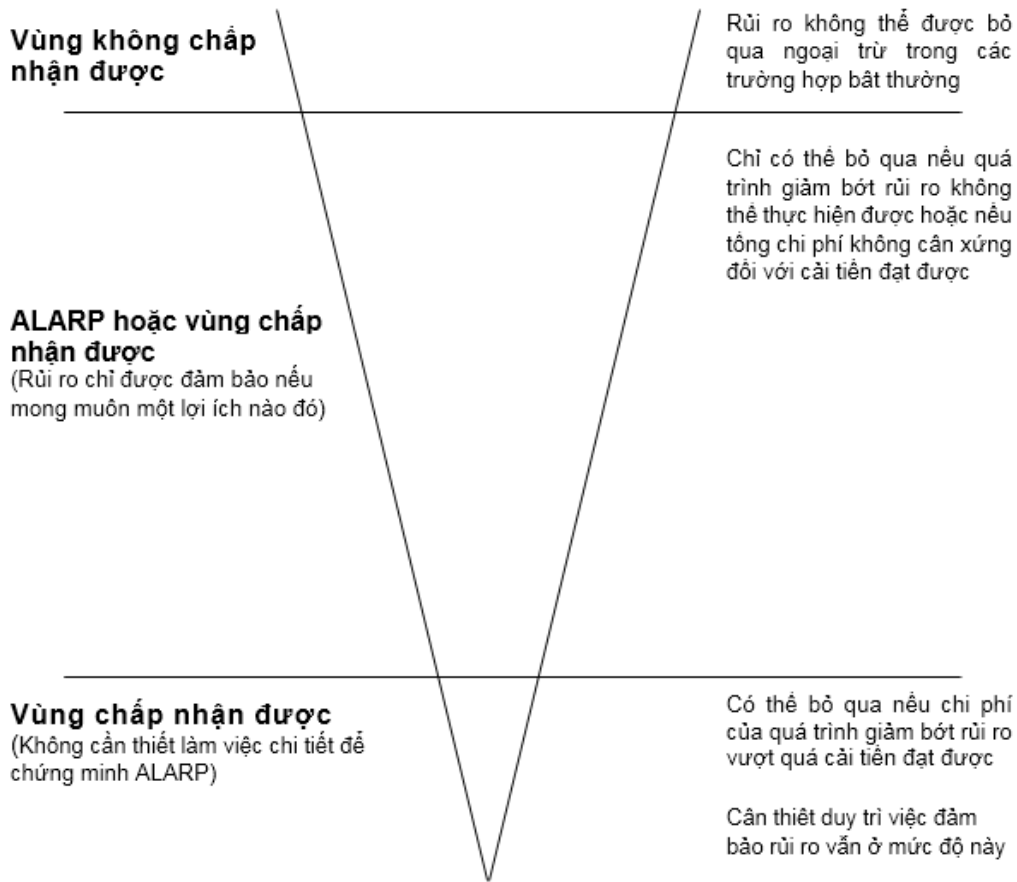 Vùng không chấp
nhận được
Rủi ro không thể được bỏ
qua ngoại trừ trong các
trường hợp bât thường
Chỉ có thể bỏ qua nếu quá
trình giảm bớt rủi ro không
thể thực hiện được hoặc nếu
tổng chi phí không cân xứng
đối với cải tiến đạt được
ALARP hoặc vùng chấp
nhận được
(Rủi ro chỉ được đảm bảo nếu
mong muốn một lợi ích nào đó)
Vùng chấp nhận được
(Không cần thiết làm việc chi tiết để
chứng minh ALARP)
Có thể bỏ qua nếu chi phí
của quá trình giảm bớt rủi ro
vượt quá cải tiến đạt được
Cân thiêt duy trì việc đảm
bảo rủi ro vẫn ở mức độ này